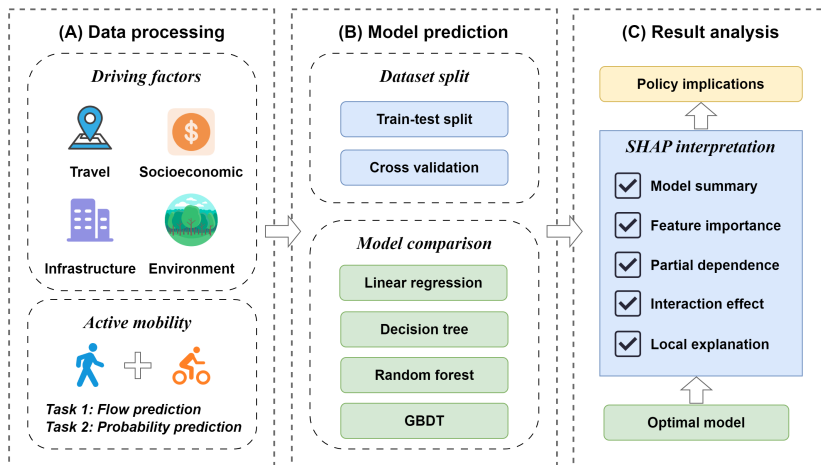 (A) Data processing
Driving factors
$
Travel
Socioeconomic
Infrastructure
Environment
Active mobility
Task 1: Flow prediction
Task 2: Probability prediction
(B) Model prediction
Dataset split
Train-test split
Cross validation
Model comparison
Linear regression
Decision tree
Random forest
GBDT
(C) Result analysis
Policy implications
SHAP interpretation
Model summary
Feature importance
Partial dependence
Interaction effect
Local explanation
Optimal model